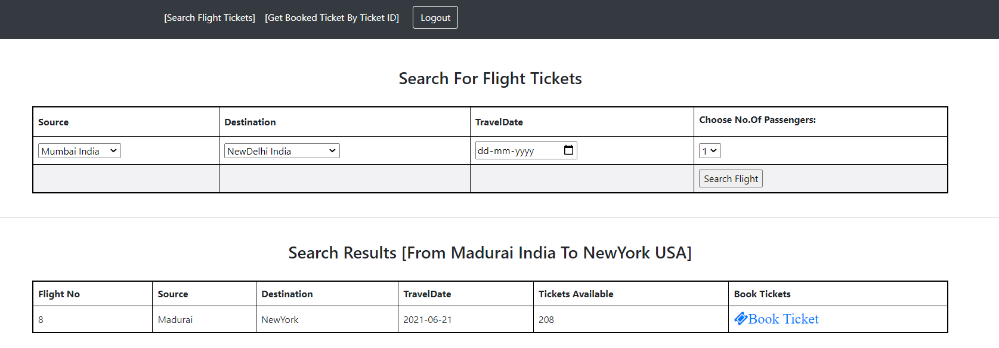 [Search Flight Tickets] [Get Booked Ticket By Ticket ID] Logout
Search For Flight Tickets
Source Destination TravelDate Choose No.Of Passengers:
Mumbai India NewDelhi India dd-mm-yyyy 1
Search Flight
Search Results [From Madurai India To NewYork USA]
Flight No Source Destination TravelDate Tickets Available Book Tickets
8 Madurai NewYork 2021-06-21 208 Book Ticket